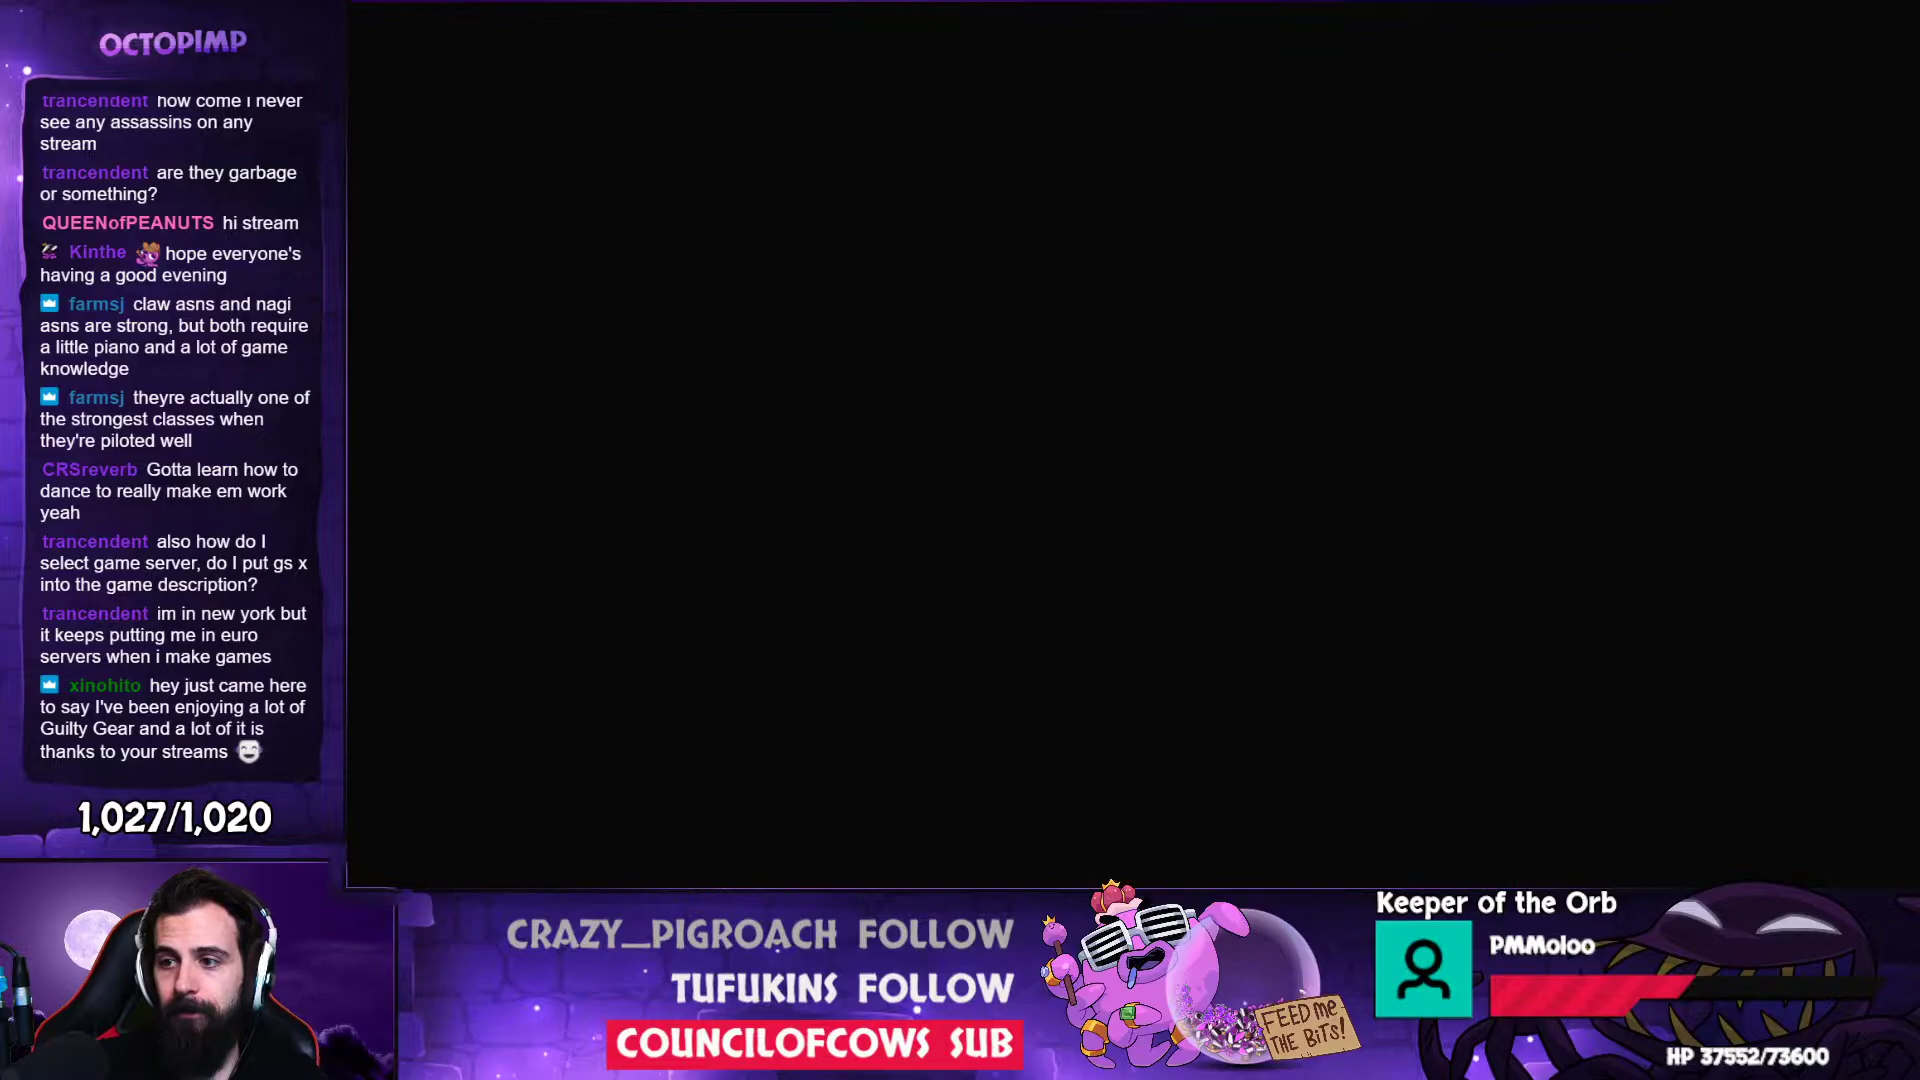 OCTOPIMP
trancendent how come i never
see any assassins on any
stream
trancendent are they garbage
or something?
QUEENofPEANUTS hi stream
Kinthe hope everyone's
having a good evening
farmsj claw asns and nagi
asns are strong, but both require
a little piano and a lot of game
knowledge
farmsj theyre actually one of
the strongest classes when
they're piloted well
CRSreverb Gotta learn how to
dance to really make em work
yeah
trancendent also how do I
select game server, do I put gs x
into the game description?
trancendent im in new york but
it keeps putting me in euro
servers when i make games
xinohito hey just came here
to say I've been enjoying a lot of
Guilty Gear and a lot of it is
thanks to your streams
1,027/1,020
CRAZY_PIGROACH FOLLOW
TUFUKINS FOLLOW
COUNCILOFCOWS SUB
FEED ME
THE BITS!
Keeper of the Orb
PMMoloo
HP 37552/73600